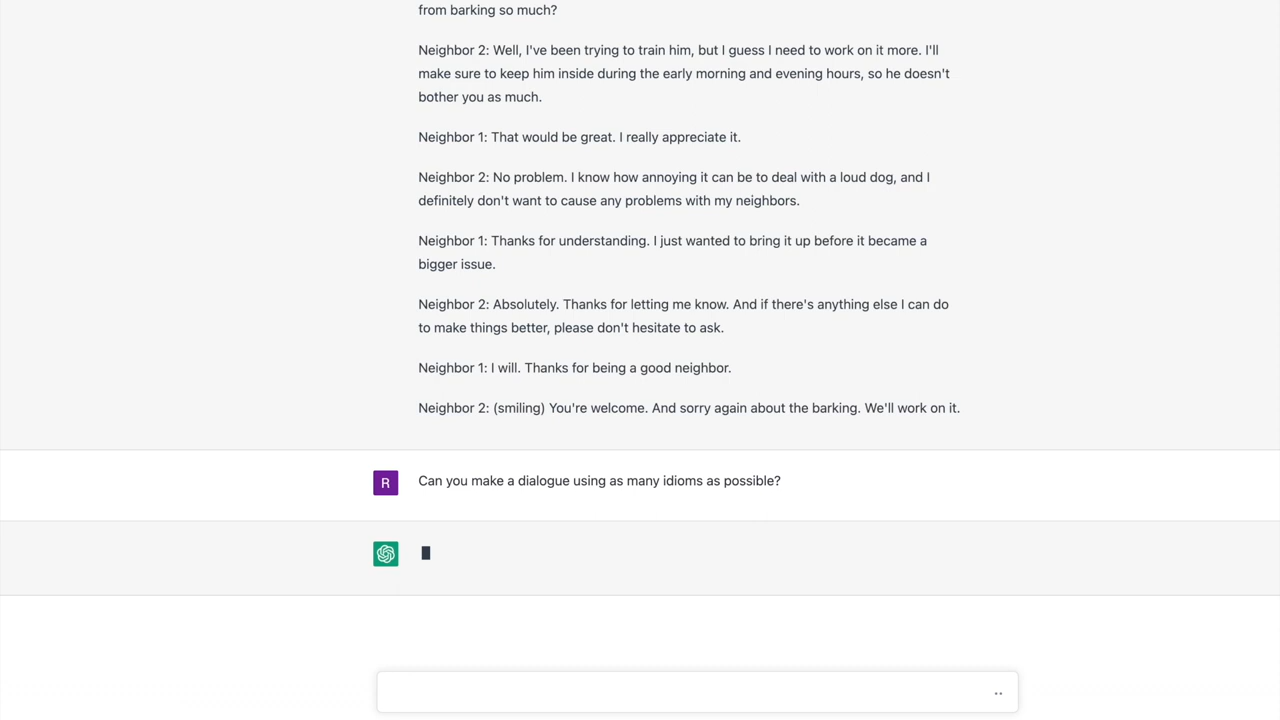 from barking so much?
Neighbor 2: Well, I've been trying to train him, but I guess I need to work on it more. I'll
make sure to keep him inside during the early morning and evening hours, so he doesn't
bother you as much.
Neighbor 1: That would be great. I really appreciate it.
Neighbor 2: No problem. I know how annoying it can be to deal with a loud dog, and I
definitely don't want to cause any problems with my neighbors.
Neighbor 1: Thanks for understanding. I just wanted to bring it up before it became a
bigger issue.
Neighbor 2: Absolutely. Thanks for letting me know. And if there's anything else I can do
to make things better, please don't hesitate to ask.
Neighbor 1: I will. Thanks for being a good neighbor.
Neighbor 2: (smiling) You're welcome. And sorry again about the barking. We'll work on it.
R Can you make a dialogue using as many idioms as possible?